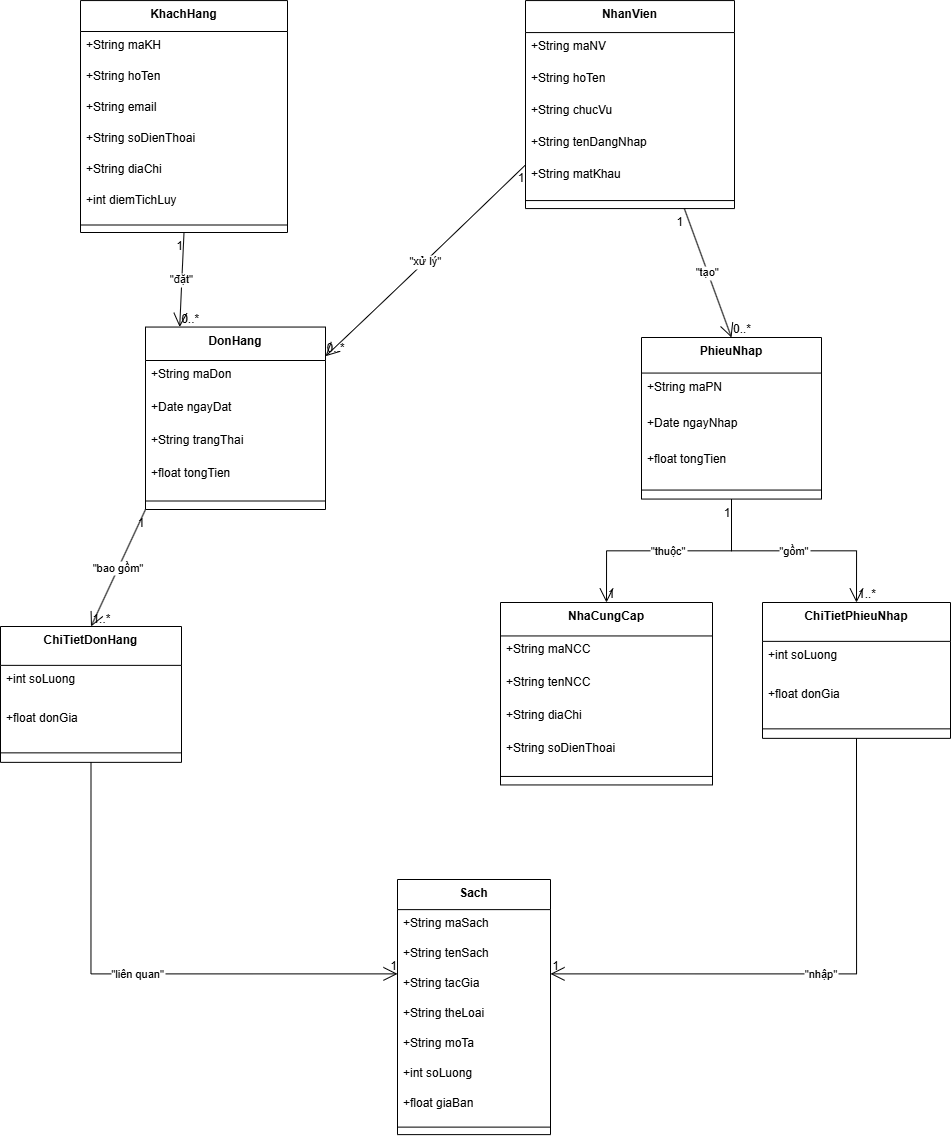 KhachHang
+String maKH
+String hoTen
+String email
+String soDienThoai
+String diaChi
+int diemTichLuy
NhanVien
+String maNV
+String hoTen
+String chucVu
+String tenDangNhap
+String matKhau
1
"đặt"
0..*
1
"xử lý"
0..*
1
"tạo"
0..*
DonHang
+String maDon
+Date ngayDat
+String trangThai
+float tongTien
PhieuNhap
+String maPN
+Date ngayNhap
+float tongTien
1
"bao gồm"
1..*
1
"thuộc"
1
"gồm"
1..*
ChiTietDonHang
+int soLuong
+float donGia
NhaCungCap
+String maNCC
+String tenNCC
+String diaChi
+String soDienThoai
ChiTietPhieuNhap
+int soLuong
+float donGia
"liên quan"
1
1
"nhập"
Sach
+String maSach
+String tenSach
+String tacGia
+String theLoai
+String moTa
+int soLuong
+float giaBan